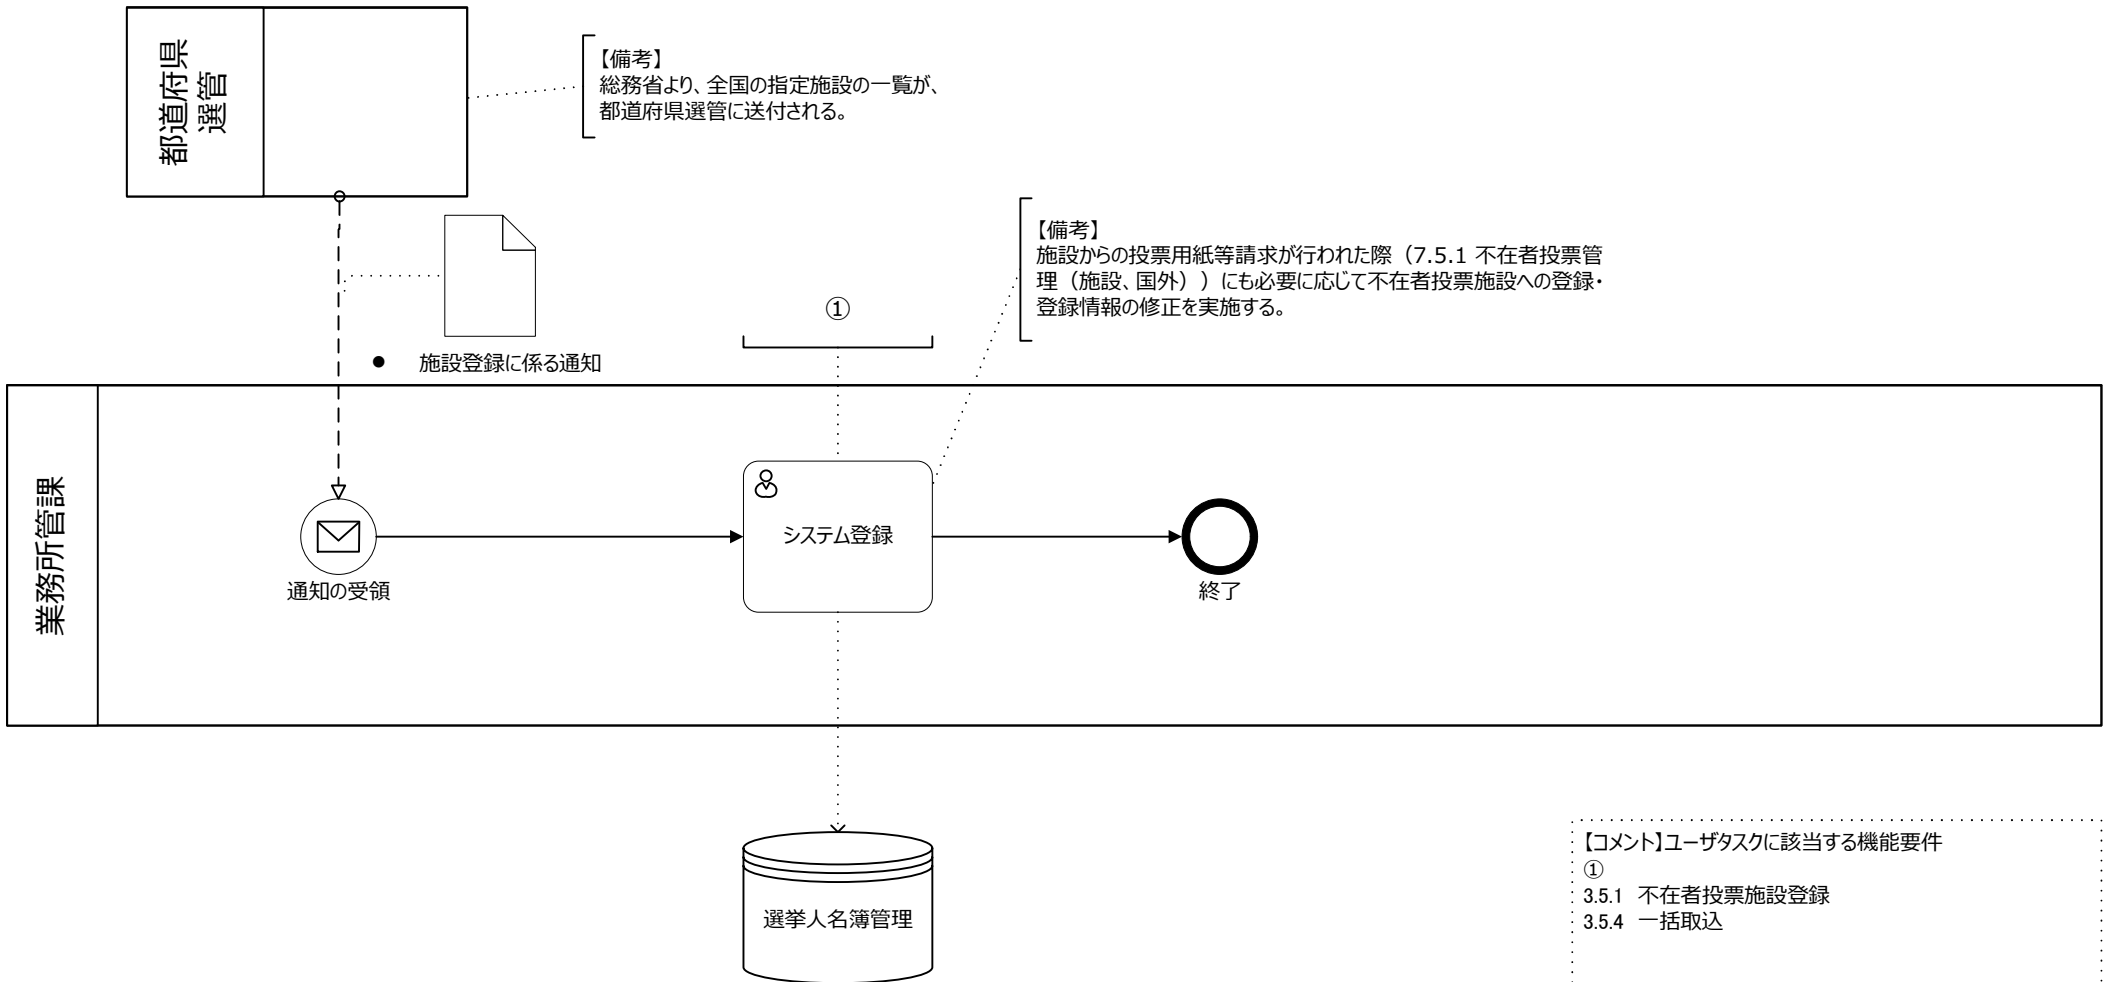 都道府県
選管
【備考】
総務省より、全国の指定施設の一覧が、
都道府県選管に送付される。
【備考】
施設からの投票用紙等請求が行われた際（7.5.1 不在者投票管
理（施設、国外））にも必要に応じて不在者投票施設への登録・
登録情報の修正を実施する。
①
● 施設登録に係る通知
業務所管課
通知の受領
システム登録
終了
選挙人名簿管理
【コメント】ユーザタスクに該当する機能要件
①
3.5.1 不在者投票施設登録
3.5.4 一括取込